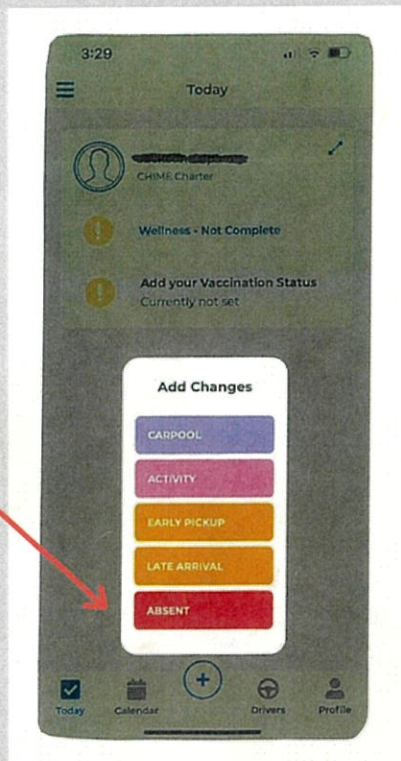 3:29
Today
CHIME Charter
Wellness - Not Complete
Add your Vaccination Status
Currently not set
Add Changes
CARPOOL
ACTIVITY
EARLY PICKUP
LATE ARRIVAL
ABSENT
+
Today Calendar Drivers Profile